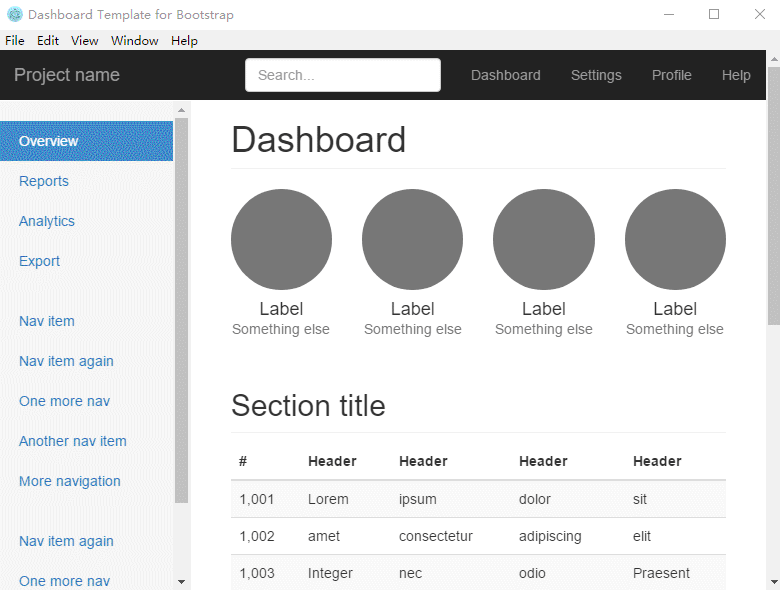 Dashboard Template for Bootstrap
File Edit View Window Help
Project name Search... Dashboard Settings Profile Help
Overview
Reports
Analytics
Export
Nav item
Nav item again
One more nav
Another nav item
More navigation
Nav item again
One more nav
Dashboard
Label Label Label Label
Something else Something else Something else Something else
Section title
# Header Header Header Header
1,001 Lorem ipsum dolor sit
1,002 amet consectetur adipiscing elit
1,003 Integer nec odio Praesent